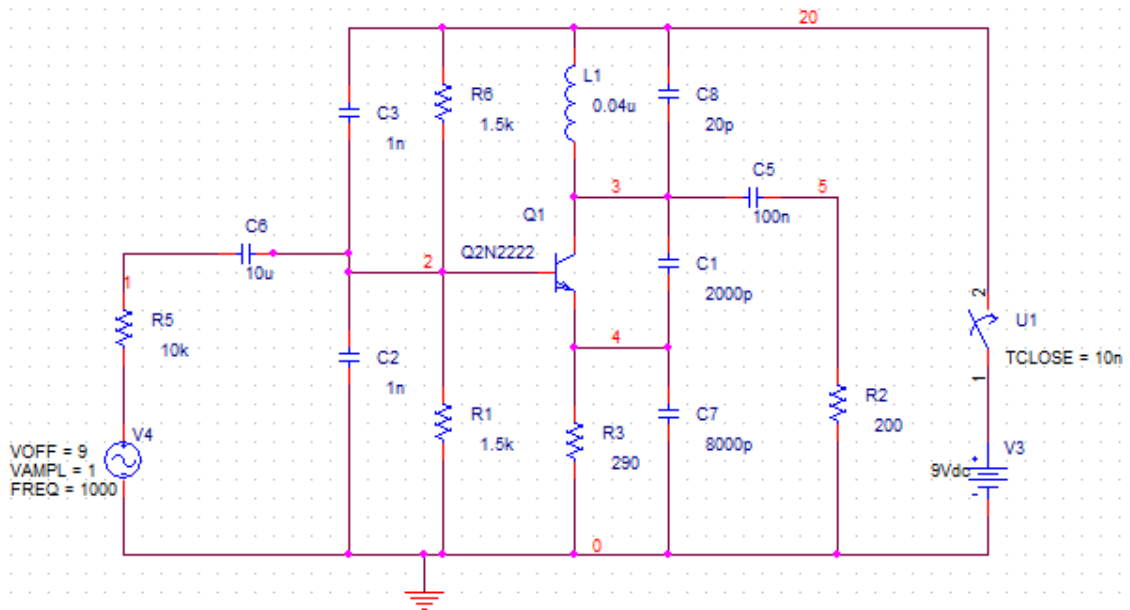 20
L1
0.04u
C8
20p
R6
1.5k
C3
1n
3
C5
100n
5
Q1
Q2N2222
C6
10u
2
C1
2000p
1
R5
10k
2
U1
TCLOSE = 10n
1
4
C2
1n
R1
1.5k
R3
290
C7
8000p
R2
200
V4
VOFF = 9
VAMPL = 1
FREQ = 1000
V3
9Vdc
0